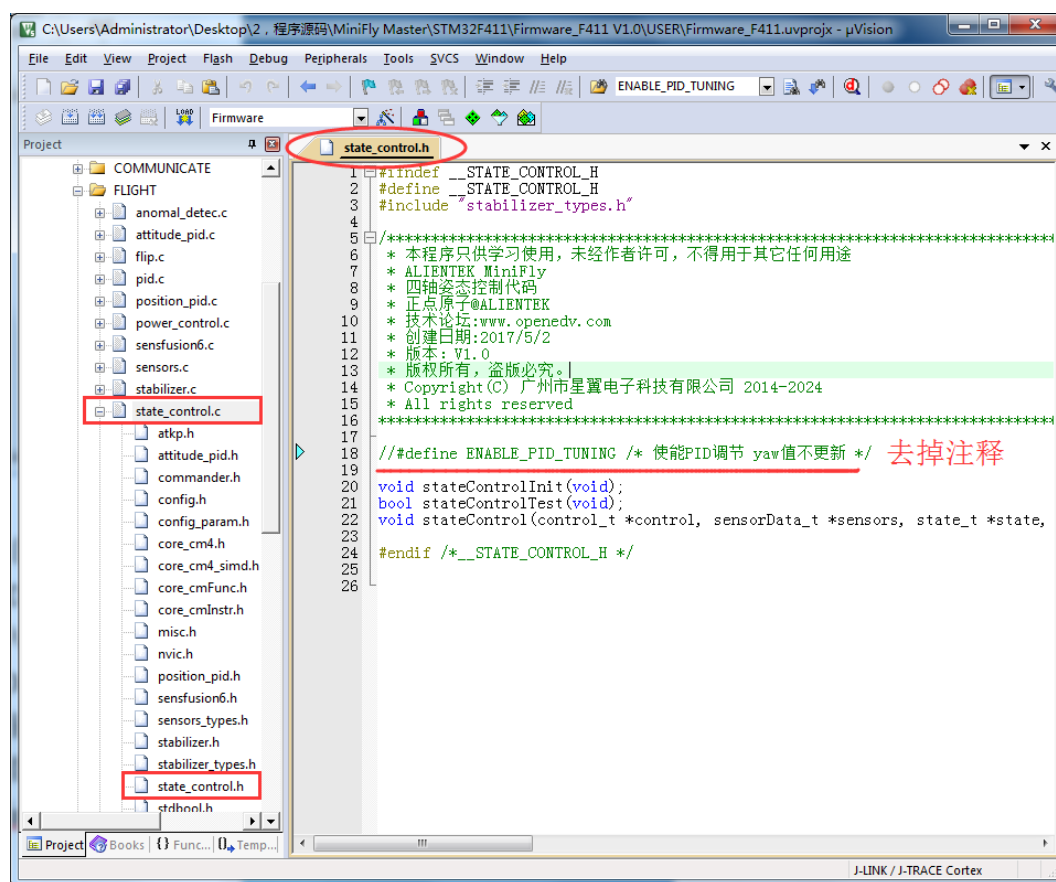 C:\Users\Administrator\Desktop\2，程序源码\MiniFly Master\STM32F411\Firmware_F411 V1.0\USER\Firmware_F411.uvprojx - µVision
File Edit View Project Flash Debug Peripherals Tools SVCS Window Help
ENABLE_PID_TUNING
LOAD Firmware
Project
state_control.h
COMMUNICATE
FLIGHT
anomal_detec.c
attitude_pid.c
flip.c
pid.c
position_pid.c
power_control.c
sensfusion6.c
sensors.c
stabilizer.c
state_control.c
atkp.h
attitude_pid.h
commander.h
config.h
config_param.h
core_cm4.h
core_cm4_simd.h
core_cmFunc.h
core_cmInstr.h
misc.h
nvic.h
position_pid.h
sensfusion6.h
sensors_types.h
stabilizer.h
stabilizer_types.h
state_control.h
stdbool.h
Project Books Func... Temp...
1 #ifndef __STATE_CONTROL_H
2 #define __STATE_CONTROL_H
3 #include "stabilizer_types.h"
4
5 /********************************************************************************
6 * 本程序只供学习使用，未经作者许可，不得用于其它任何用途
7 * ALIENTEK MiniFly
8 * 四轴姿态控制代码
9 * 正点原子@ALIENTEK
10 * 技术论坛:www.openedv.com
11 * 创建日期:2017/5/2
12 * 版本：V1.0
13 * 版权所有，盗版必究。
14 * Copyright(C) 广州市星翼电子科技有限公司 2014-2024
15 * All rights reserved
16 ********************************************************************************
17
18 //#define ENABLE_PID_TUNING /* 使能PID调节 yaw值不更新 */ 去掉注释
19
20 void stateControlInit(void);
21 bool stateControlTest(void);
22 void stateControl(control_t *control, sensorData_t *sensors, state_t *state,
23
24 #endif /*__STATE_CONTROL_H */
25
26
J-LINK / J-TRACE Cortex